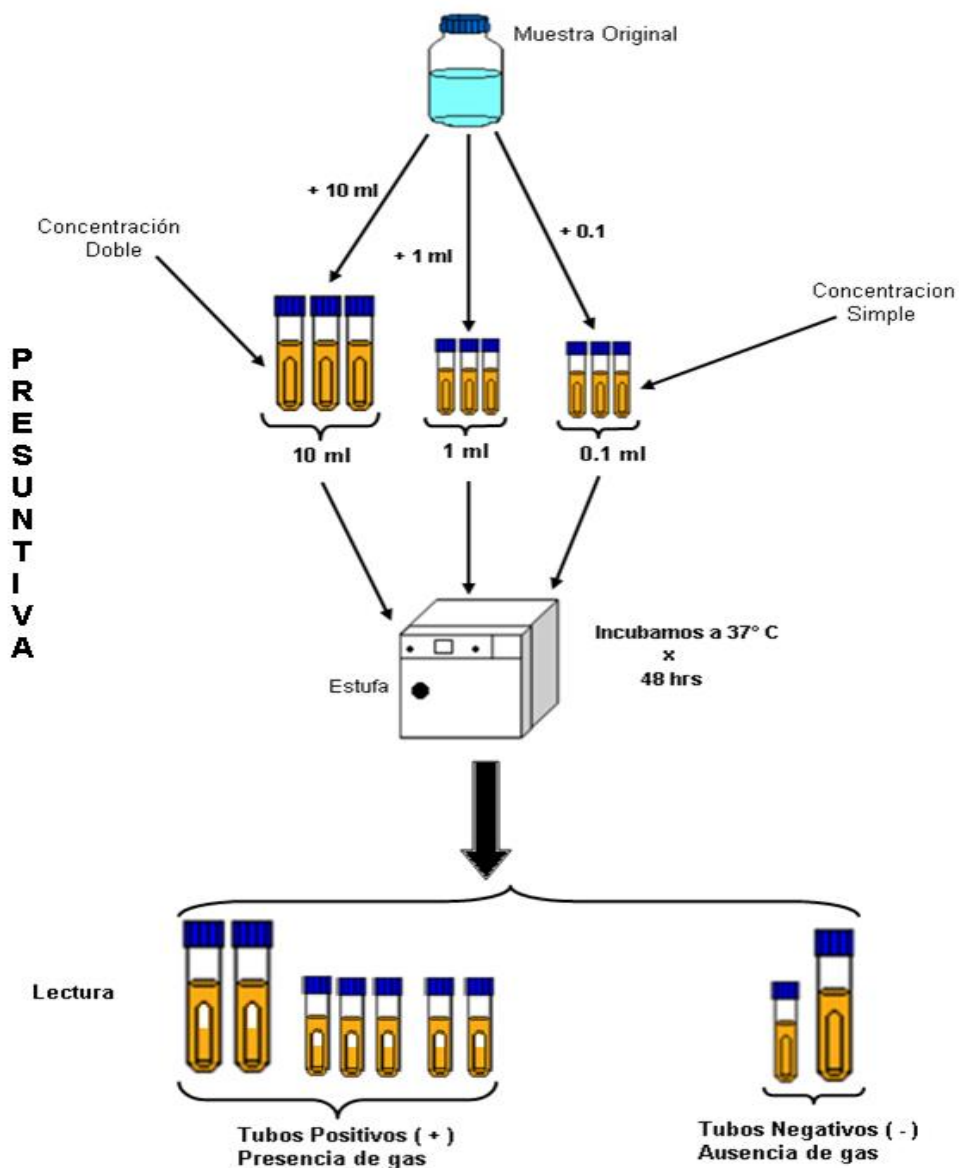 Muestra Original
+ 10 ml
+ 1 ml
+ 0.1
Concentración
Doble
Concentracion
Simple
PRESUNTIVA
10 ml
1 ml
0.1 ml
Estufa
Incubamos a 37° C
x
48 hrs
Lectura
Tubos Positivos ( + )
Presencia de gas
Tubos Negativos ( - )
Ausencia de gas